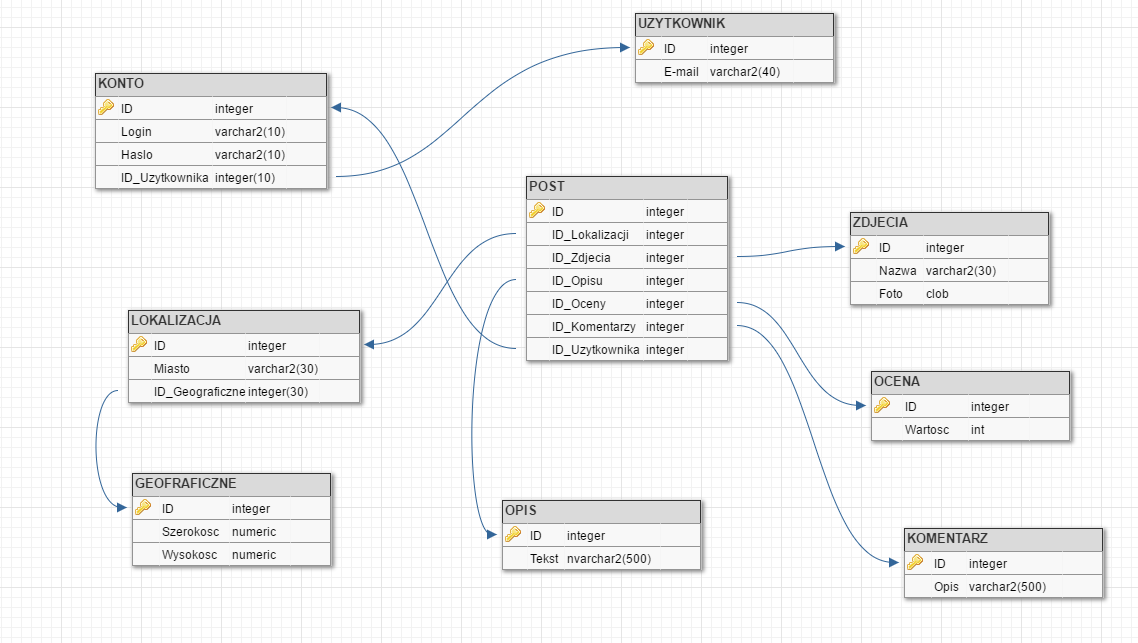 UZYTKOWNIK
ID integer
E-mail varchar2(40)
KONTO
ID integer
Login varchar2(10)
Haslo varchar2(10)
ID_Uzytkownika integer(10)
POST
ID integer
ID_Lokalizacji integer
ID_Zdjecia integer
ID_Opisu integer
ID_Oceny integer
ID_Komentarzy integer
ID_Uzytkownika integer
ZDJECIA
ID integer
Nazwa varchar2(30)
Foto clob
LOKALIZACJA
ID integer
Miasto varchar2(30)
ID_Geograficzne integer(30)
OCENA
ID integer
Wartosc int
GEOFRAFICZNE
ID integer
Szerokosc numeric
Wysokosc numeric
OPIS
ID integer
Tekst nvarchar2(500)
KOMENTARZ
ID integer
Opis varchar2(500)